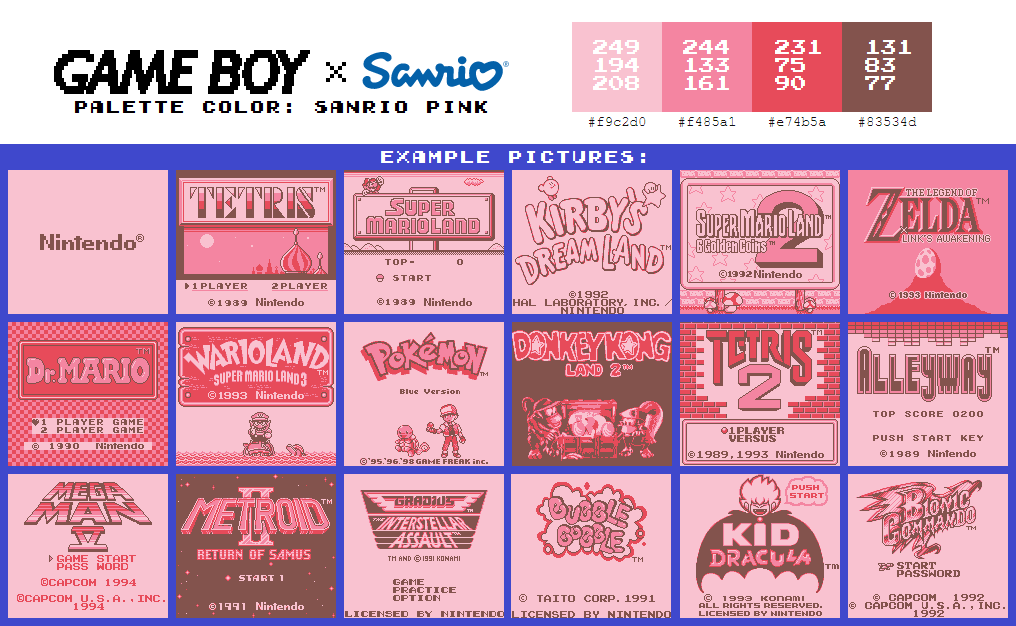 GAME BOY × Sanrio®
PALETTE COLOR: SANRIO PINK
249 244 231 131
194 133 75 83
208 161 90 77
#f9c2d0 #f485a1 #e74b5a #83534d
EXAMPLE PICTURES:
Nintendo®
TETRIS™
1PLAYER 2PLAYER
©1989 Nintendo
SUPER
MARIOLAND
TOP- 0
START
©1989 Nintendo
KIRBY'S
DREAM LAND™
©1992
HAL LABORATORY, INC. /
NINTENDO
SUPER MARIO LAND 2™
6 Golden Coins™
©1992 Nintendo
THE LEGEND OF
ZELDA™
LINK'S AWAKENING
© 1993 Nintendo
Dr. MARIO™
1 PLAYER GAME
2 PLAYER GAME
© 1990 Nintendo
WARIOLAND
SUPER MARIO LAND 3™
©1993 Nintendo
POKéMON™
Blue Version
©'95.'96.'98 GAME FREAK inc.
DONKEY KONG
LAND 2™
TETRIS™
2
1PLAYER
VERSUS
©1989,1993 Nintendo
ALLEYWAY™
TOP SCORE 0200
PUSH START KEY
©1989 Nintendo
MEGA
MAN
V
GAME START
PASS WORD
©CAPCOM 1994
©CAPCOM U.S.A.,INC.
1994
METROID™
II
RETURN OF SAMUS
START 1
©1991 Nintendo
GRADIUS
THE INTERSTELLAR
ASSAULT™
TM AND ©1991 KONAMI
GAME
PRACTICE
OPTION
LICENSED BY NINTENDO
BUBBLE
BOBBLE™
© TAITO CORP. 1991
LICENSED BY NINTENDO
PUSH
START
KID
DRACULA™
© 1993 KONAMI
ALL RIGHTS RESERVED.
LICENSED BY NINTENDO
BIONIC
COMMANDO™
START
PASSWORD
© CAPCOM 1992
© CAPCOM U.S.A.,INC.
1992